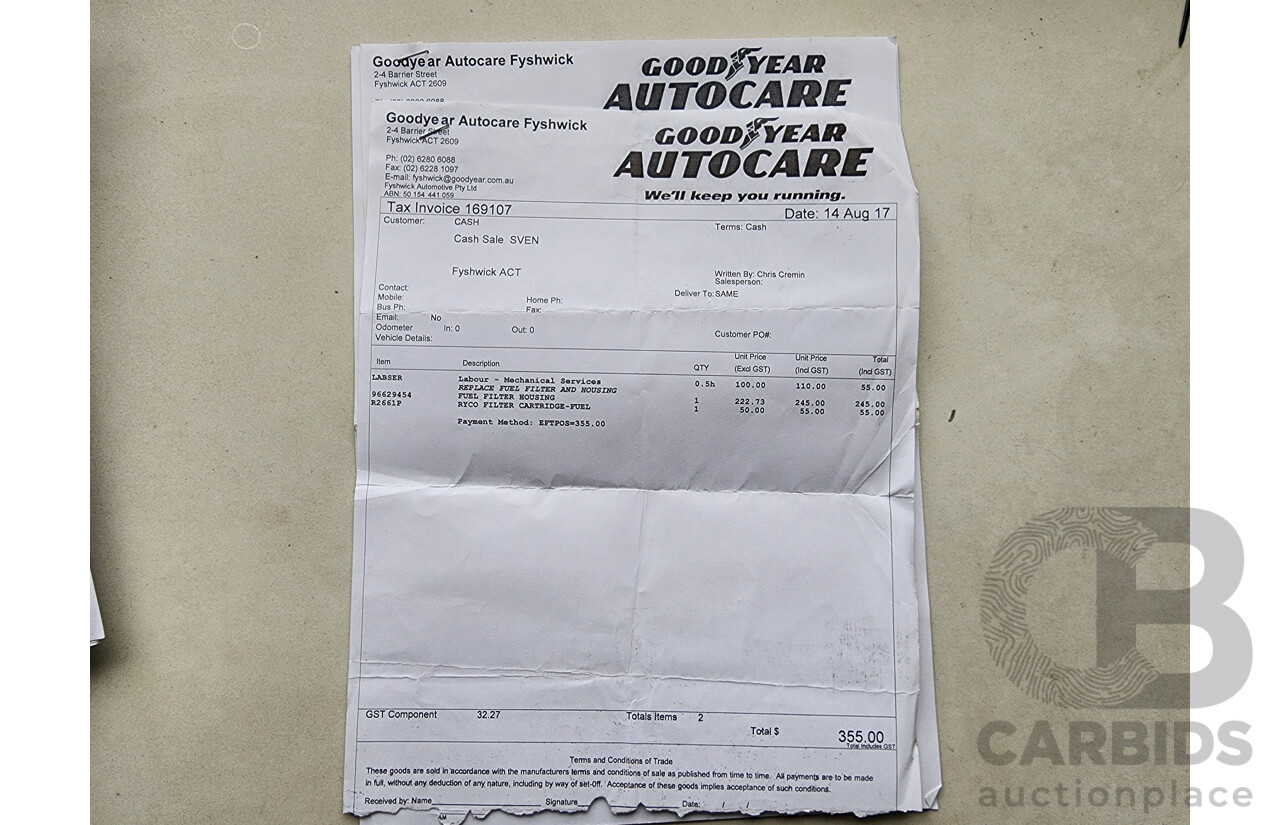 Goodyear Autocare Fyshwick
2-4 Barrier Street
Fyshwick ACT 2609
GOODYEAR
AUTOCARE
Goodyear Autocare Fyshwick
2-4 Barrier Street
Fyshwick ACT 2609
Ph: (02) 6280 6088
Fax: (02) 6228 1097
E-mail: fyshwick@goodyear.com.au
Fyshwick Automotive Pty Ltd
ABN: 50 154 441 059
GOODYEAR
AUTOCARE
We'll keep you running.
Tax Invoice 169107 Date: 14 Aug 17
Customer: CASH Terms: Cash
Cash Sale SVEN
Fyshwick ACT Written By: Chris Cremin
Salesperson:
Contact: Deliver To: SAME
Mobile: Home Ph:
Bus Ph: Fax:
Email: No
Odometer In: 0 Out: 0 Customer PO#:
Vehicle Details:
Item Description QTY Unit Price (Excl GST) Unit Price (Incl GST) Total (Incl GST)
LABSER Labour - Mechanical Services 0.5h 100.00 110.00 55.00
REPLACE FUEL FILTER AND HOUSING
96629454 FUEL FILTER HOUSING 1 222.73 245.00 245.00
R2661P RYCO FILTER CARTRIDGE-FUEL 1 50.00 55.00 55.00
Payment Method: EFTPOS=355.00
GST Component 32.27 Totals Items 2
Total $ 355.00
Total Includes GST
Terms and Conditions of Trade
These goods are sold in accordance with the manufacturers terms and conditions of sale as published from time to time. All payments are to be made
in full, without any deduction of any nature, including by way of set-Off. Acceptance of these goods implies acceptance of such conditions.
Received by: Name Signature Date: / /
AM
CB
CARBIDS
auctionplace